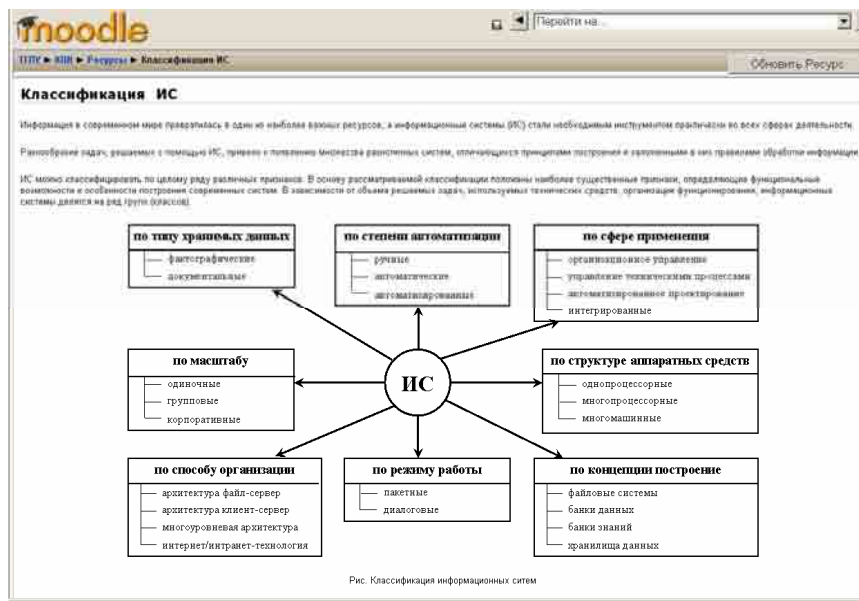 moodle
Перейти на...
ТПУ ► КИИ ► Ресурсы ► Классификация ИС
Обновить Ресурс
Классификация ИС
Информация в современном мире превратилась в один из наиболее важных ресурсов, а информационные системы (ИС) стали необходимым инструментом практически во всех сферах деятельности.
Разнообразие задач, решаемых с помощью ИС, привело к появлению множества разнотипных систем, отличающихся принципами построения и заложенными в них правилами обработки информации
ИС можно классифицировать по целому ряду различных признаков. В основу рассматриваемой классификации положены наиболее существенные признаки, определяющие функциональные
возможности и особенности построения современных систем. В зависимости от объема решаемых задач, используемых технических средств, организации функционирования, информационные
системы делятся на ряд групп (классов)
по типу хранимых данных
фактографические
документальные
по степени автоматизации
ручные
автоматические
автоматизированные
по сфере применения
организационное управление
управление техническими процессами
автоматизированное проектирование
интегрированные
по масштабу
одиночные
групповые
корпоративные
ИС
по структуре аппаратных средств
однопроцессорные
многопроцессорные
многомашинные
по способу организации
архитектура файл-сервер
архитектура клиент-сервер
многоуровневая архитектура
интернет/интранет-технология
по режиму работы
пакетные
диалоговые
по концепции построение
файловые системы
банки данных
банки знаний
хранилища данных
Рис. Классификация информационных ситем